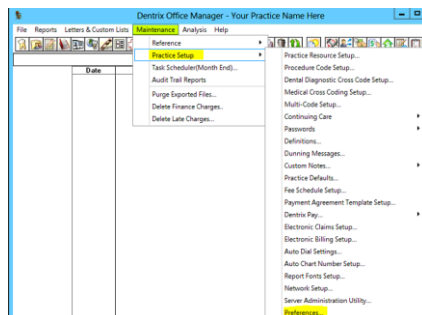 Dentrix Office Manager - Your Practice Name Here
File Reports Letters & Custom Lists Maintenance Analysis Help
Reference
Practice Setup
Task Scheduler(Month End)...
Audit Trail Reports
Purge Exported Files...
Delete Finance Charges..
Delete Late Charges...
Date
Practice Resource Setup...
Procedure Code Setup...
Dental Diagnostic Cross Code Setup...
Medical Cross Coding Setup...
Multi-Code Setup...
Continuing Care
Passwords
Definitions...
Dunning Messages...
Custom Notes...
Practice Defaults...
Fee Schedule Setup...
Payment Agreement Template Setup...
Dentrix Pay...
Electronic Claims Setup...
Electronic Billing Setup...
Auto Dial Settings...
Auto Chart Number Setup...
Report Fonts Setup...
Network Setup...
Server Administration Utility...
Preferences...